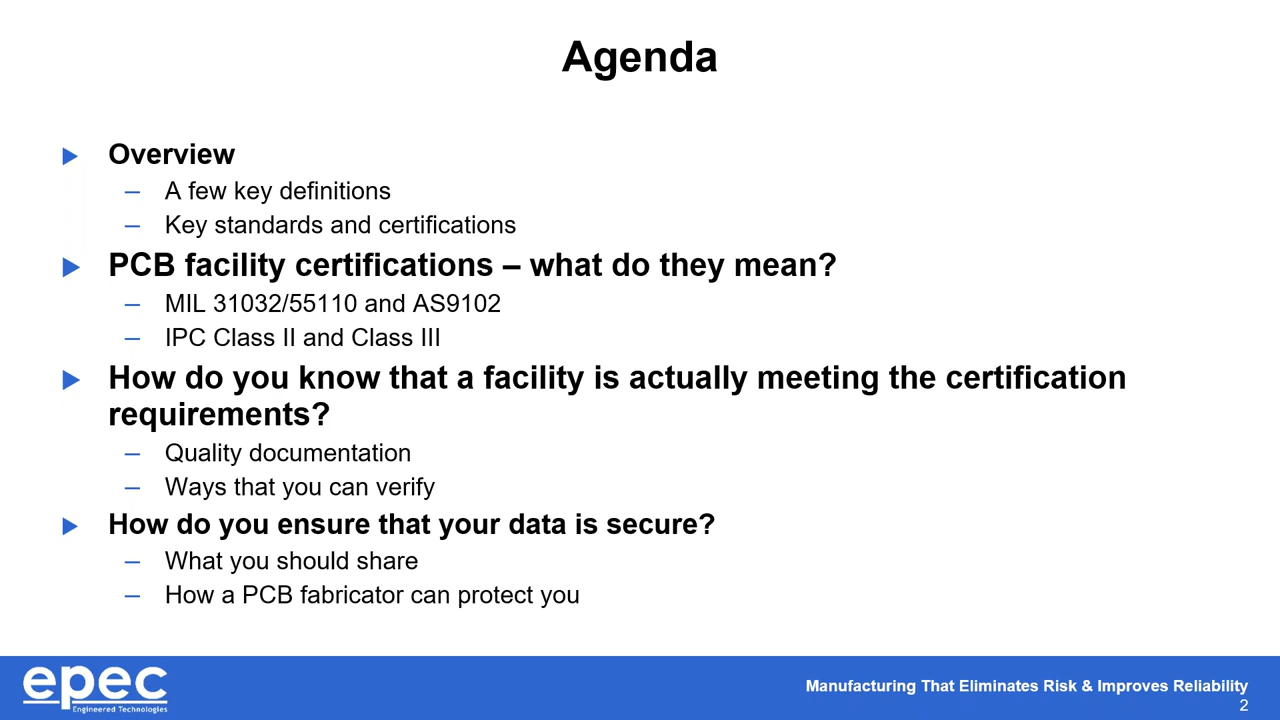 Agenda
Overview
– A few key definitions
– Key standards and certifications
PCB facility certifications – what do they mean?
– MIL 31032/55110 and AS9102
– IPC Class II and Class III
How do you know that a facility is actually meeting the certification
requirements?
– Quality documentation
– Ways that you can verify
How do you ensure that your data is secure?
– What you should share
– How a PCB fabricator can protect you
epec
Engineered Technologies
Manufacturing That Eliminates Risk & Improves Reliability
2